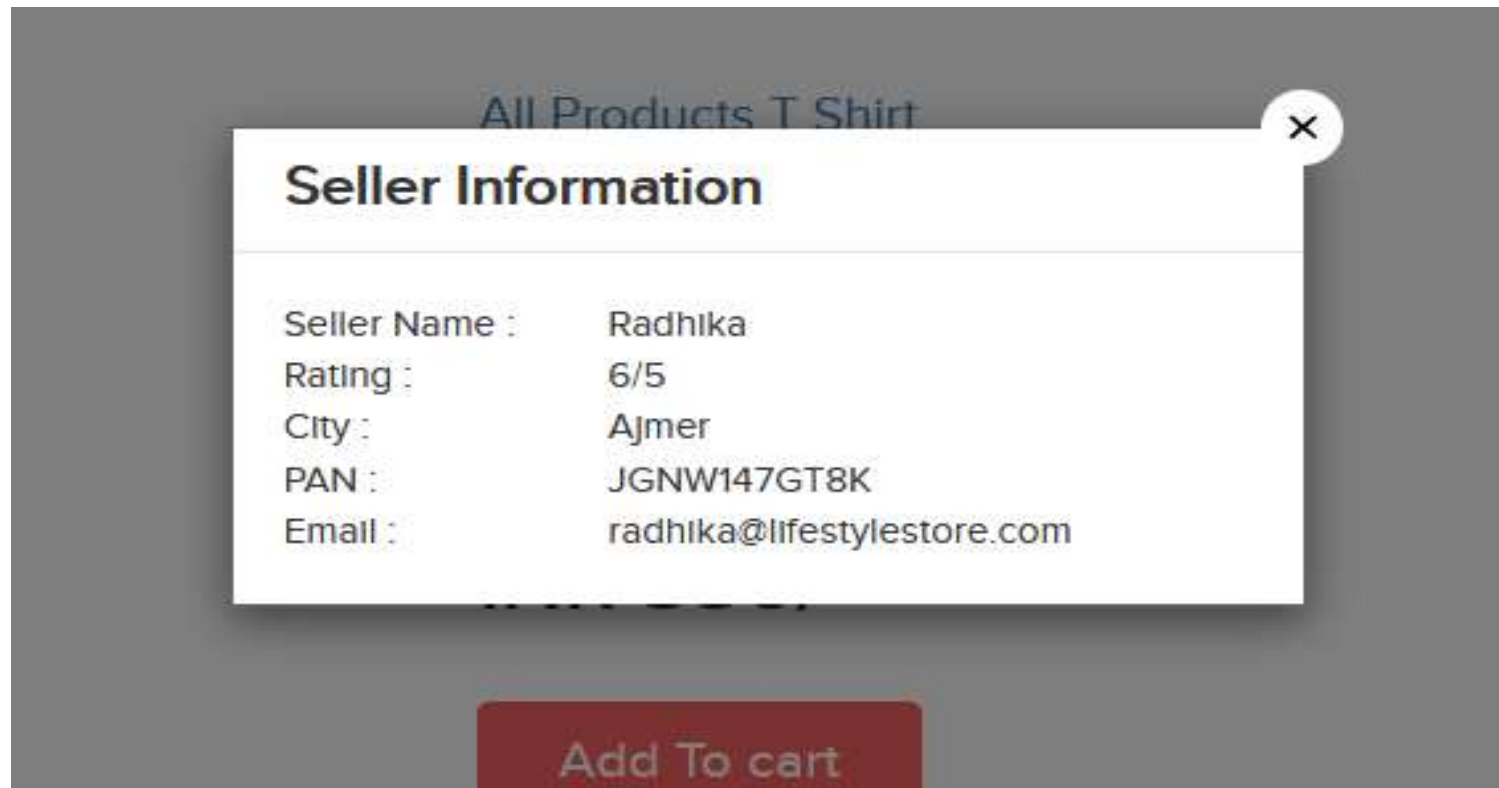 All Products T Shirt
Seller Information
Seller Name : Radhika
Rating : 6/5
City : Ajmer
PAN : JGNW147GT8K
Email : radhika@lifestylestore.com
Add To cart